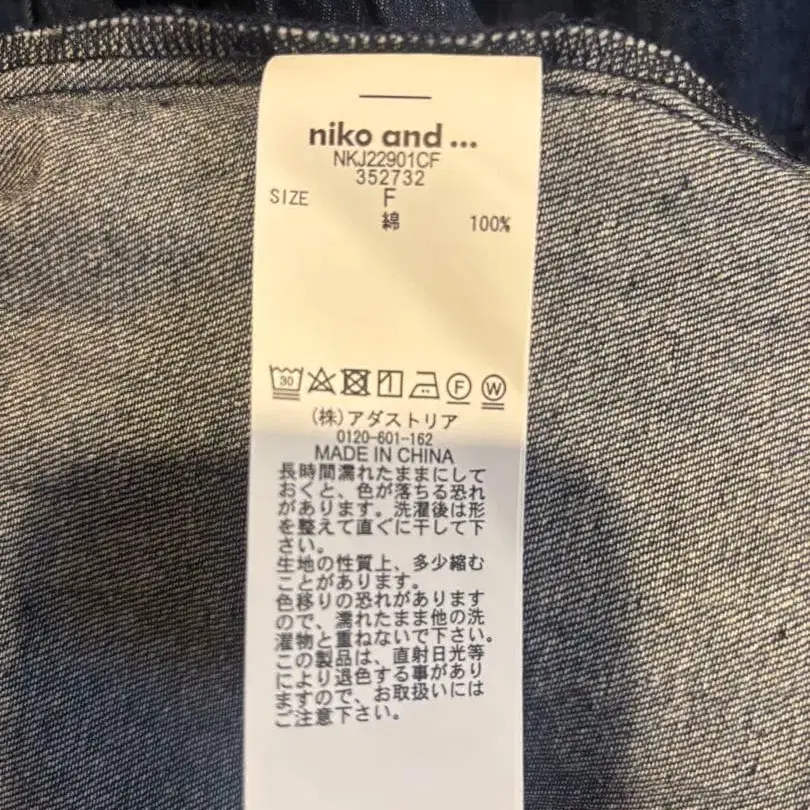 niko and ...
NKJ22901CF
352732
SIZE F
綿 100%
30 F W
(株)アダストリア
0120-601-162
MADE IN CHINA
長時間濡れたままにして
おくと、色が落ちる恐れ
があります。洗濯後は形
を整えて直ぐに干して下
さい。
生地の性質上、多少縮む
ことがあります。
色移りの恐れがあります
ので、濡れたまま他の洗
濯物と重ねないで下さい。
この製品は、直射日光等
により退色する事があり
ますので、お取扱いには
ご注意下さい。